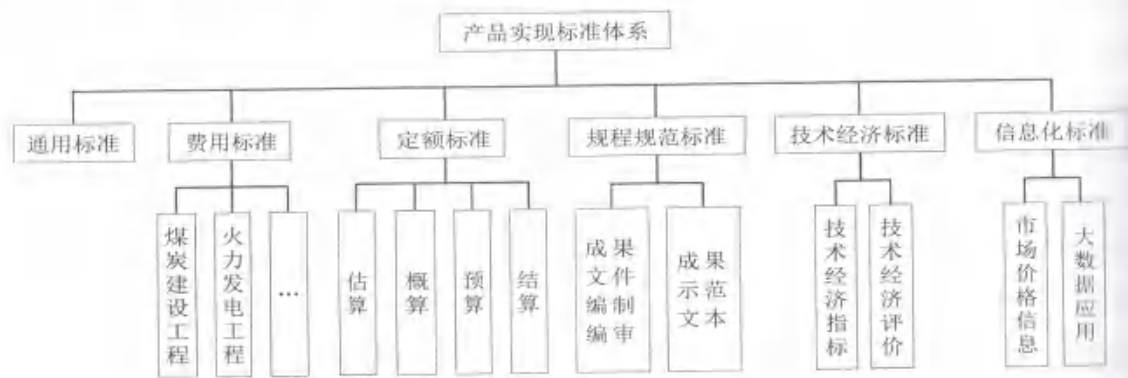 产品实现标准体系
通用标准
费用标准
定额标准
规程规范标准
技术经济标准
信息化标准
煤炭建设工程
火力发电工程
…
估算
概算
预算
结算
成果文件编制编审
成果示范文本
技术经济指标
技术经济评价
市场价格信息
大数据应用